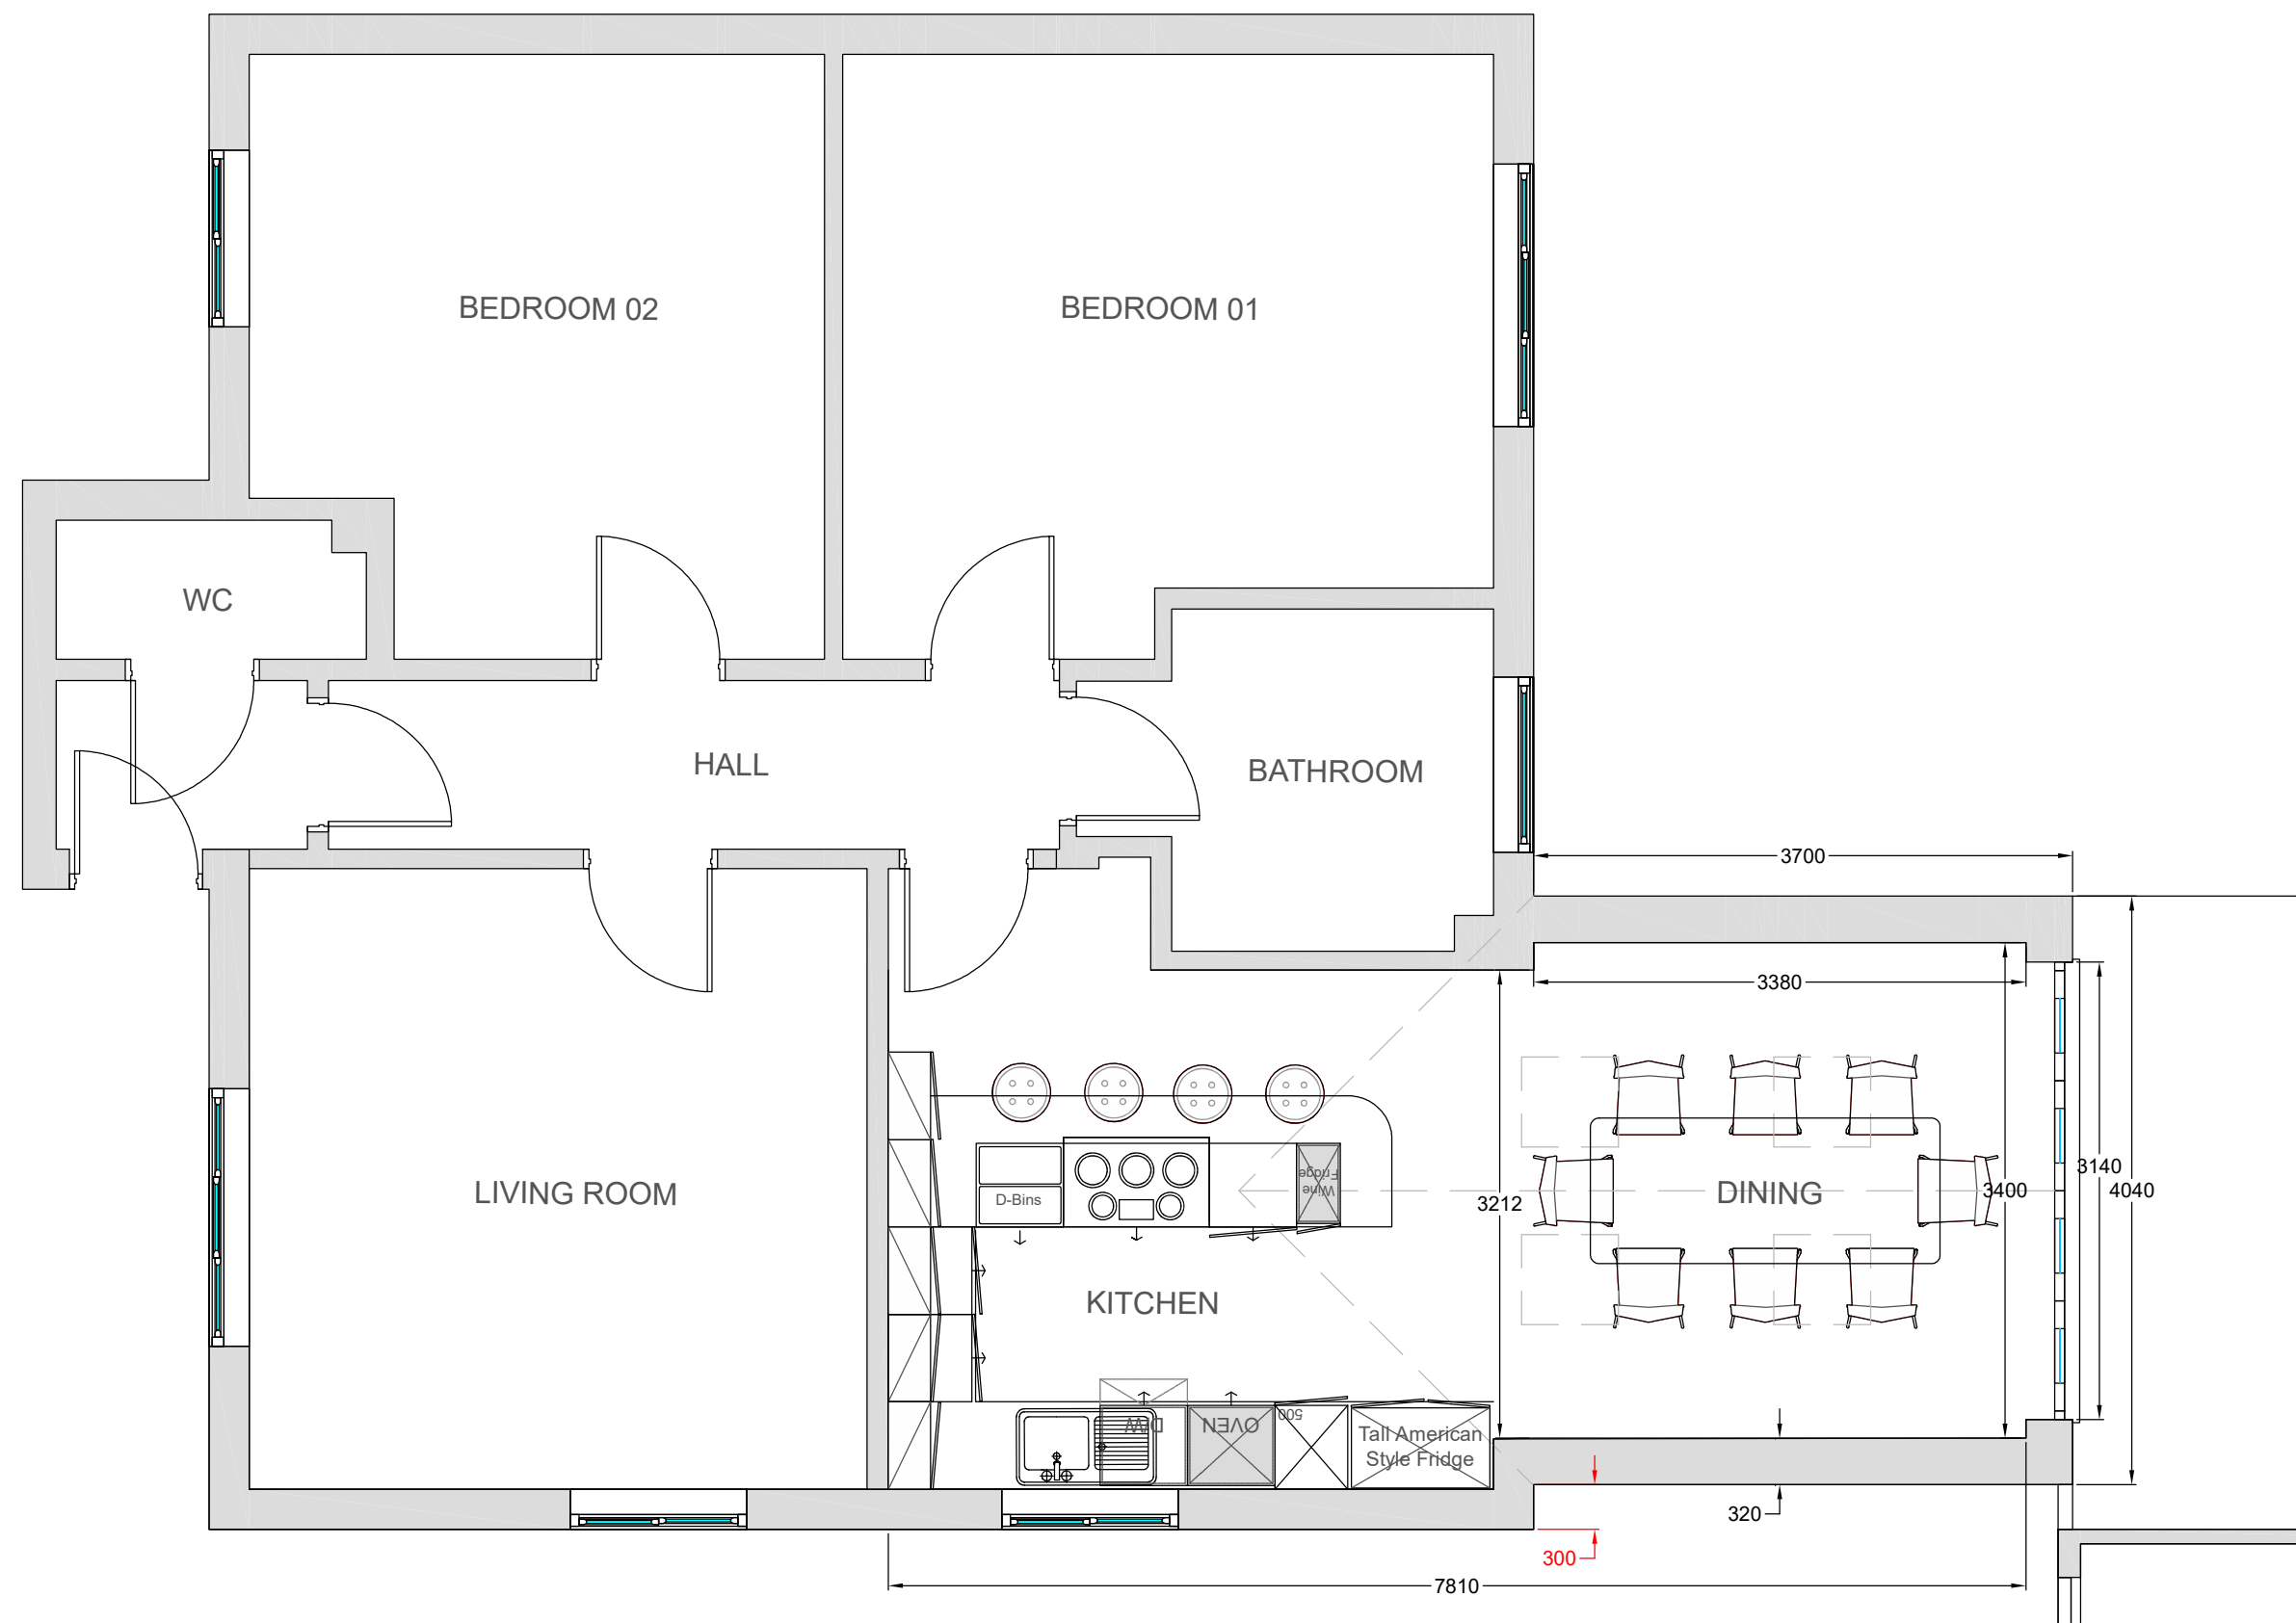 BEDROOM 02
BEDROOM 01
WC
HALL
BATHROOM
3700
3380
LIVING ROOM
D-Bins
Wine
Fridge
3212
DINING
3400
3140
4040
KITCHEN
D/W
OVEN
500
Tall American
Style Fridge
320
300
7810